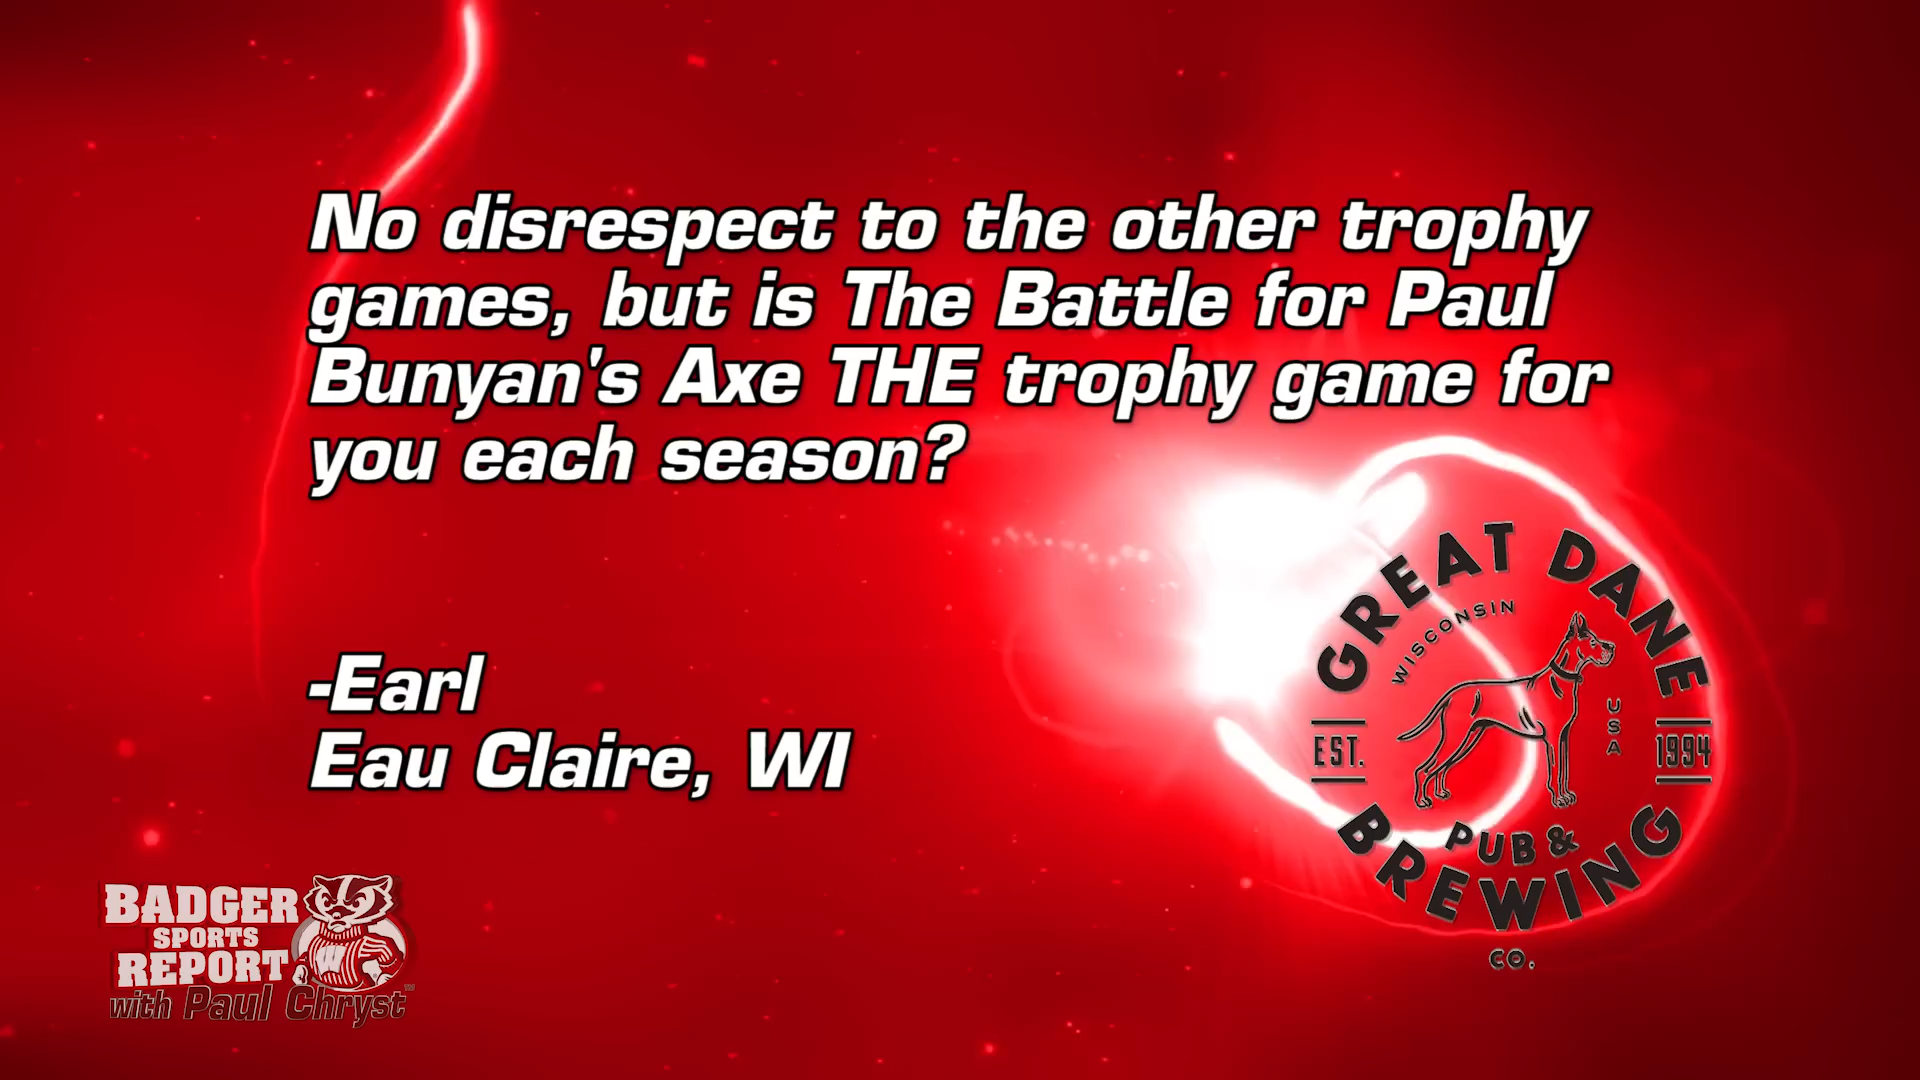 No disrespect to the other trophy
games, but is The Battle for Paul
Bunyan's Axe THE trophy game for
you each season?
-Earl
Eau Claire, WI
GREAT DANE
WISCONSIN
USA
EST. 1994
PUB &
BREWING
CO.
BADGER
SPORTS
REPORT
W
with Paul Chryst™